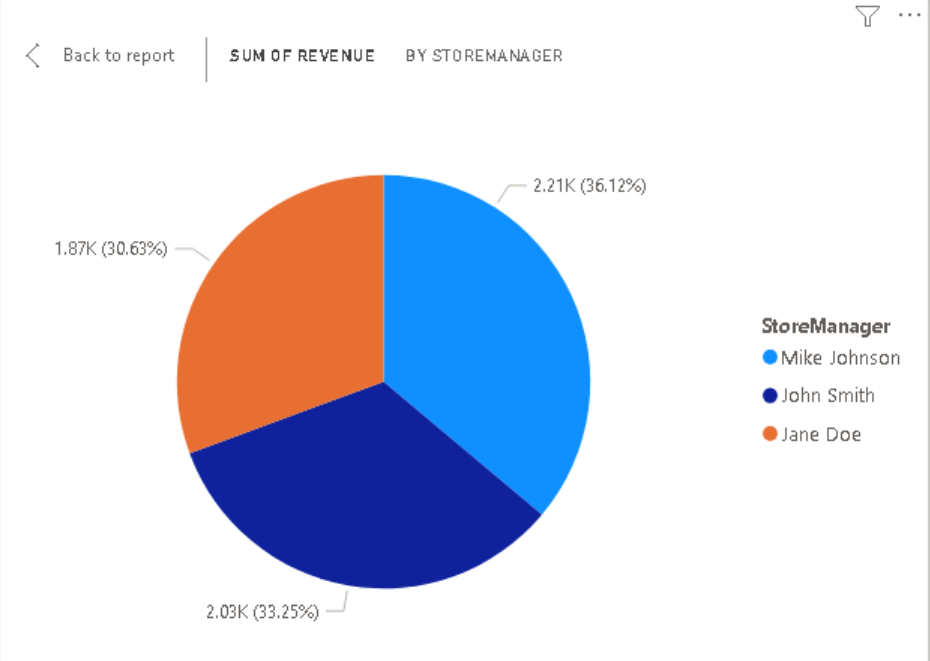 Back to report
SUM OF REVENUE BY STOREMANAGER
2.21K (36.12%)
1.87K (30.63%)
StoreManager
Mike Johnson
John Smith
Jane Doe
2.03K (33.25%)